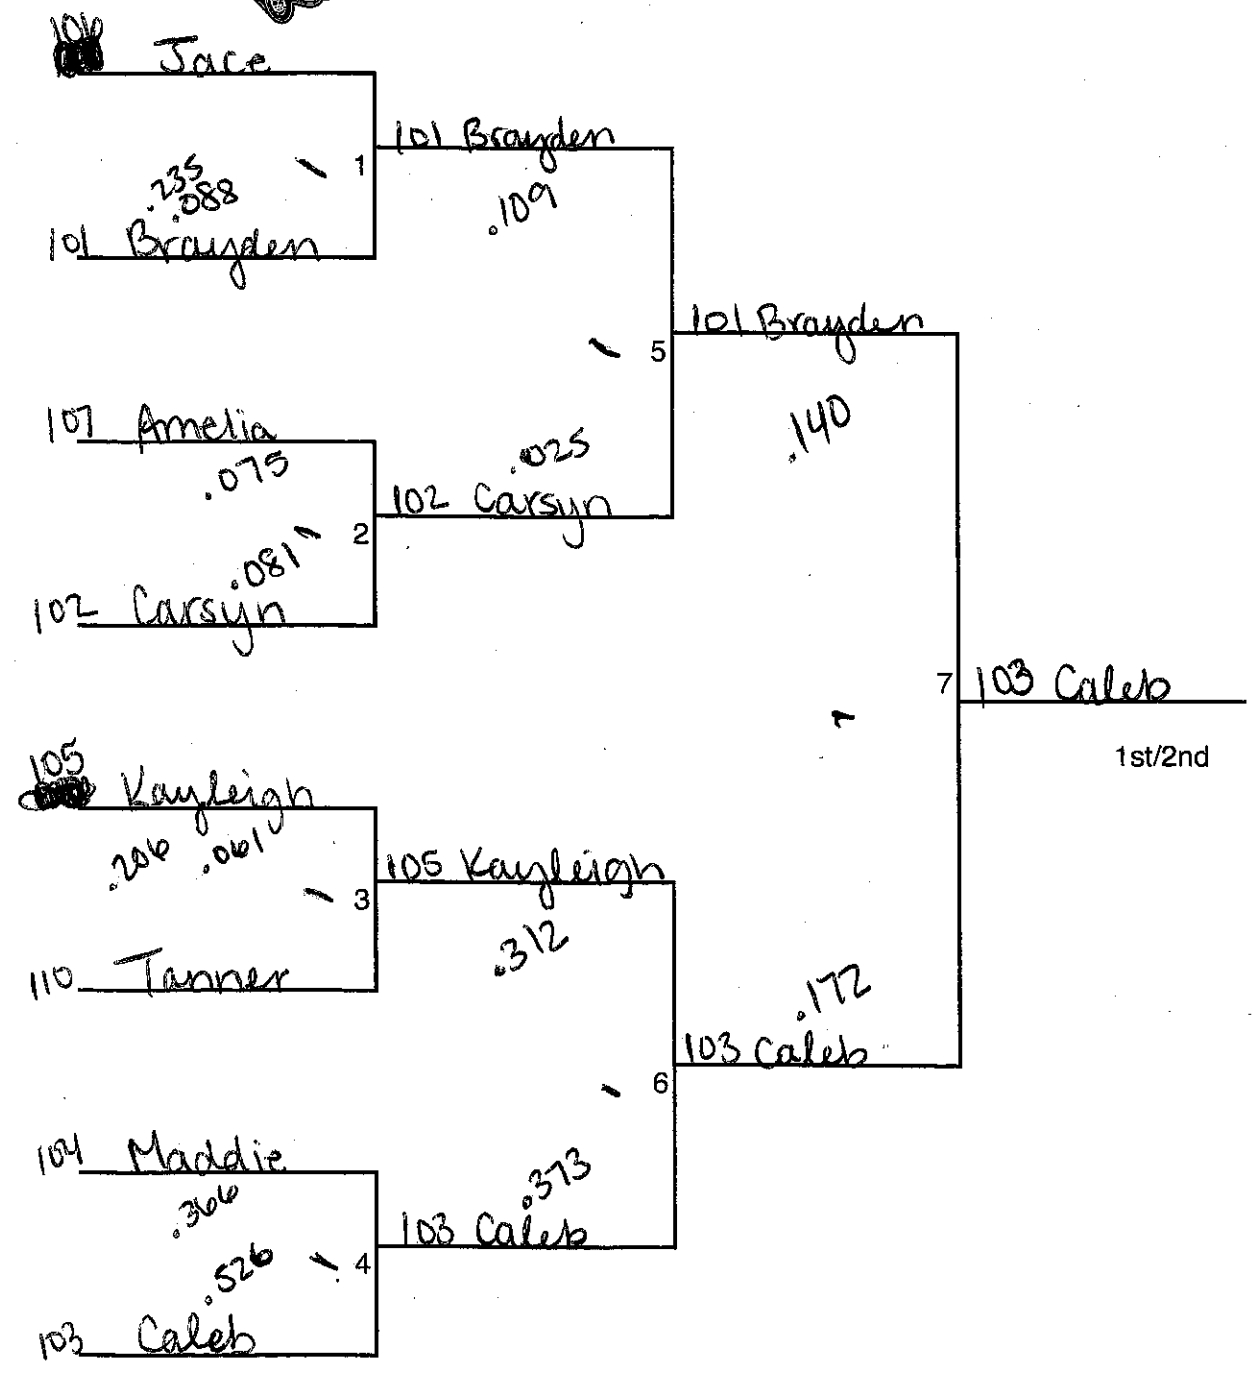 106 Jace
101 Brayden
1
.235
.088
.109
101 Brayden
101 Brayden
5
107 Amelia
.075
.025
.140
102 Carsyn
2
.081
102 Carsyn
7
103 Caleb
1st/2nd
105 Kayleigh
.206 .061
105 Kayleigh
3
.312
110 Tanner
.172
103 Caleb
6
104 Maddie
.366
.373
103 Caleb
4
.526
103 Caleb